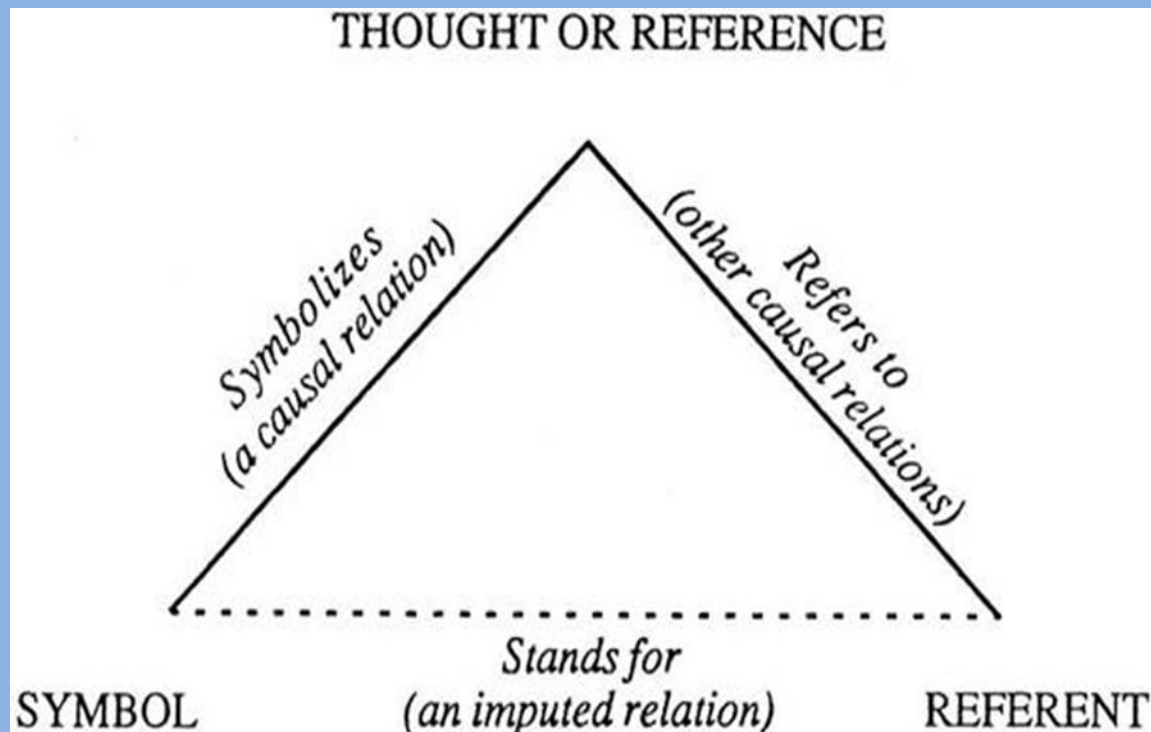 THOUGHT OR REFERENCE
Symbolizes
(a causal relation)
Refers to
(other causal relations)
Stands for
(an imputed relation)
SYMBOL
REFERENT